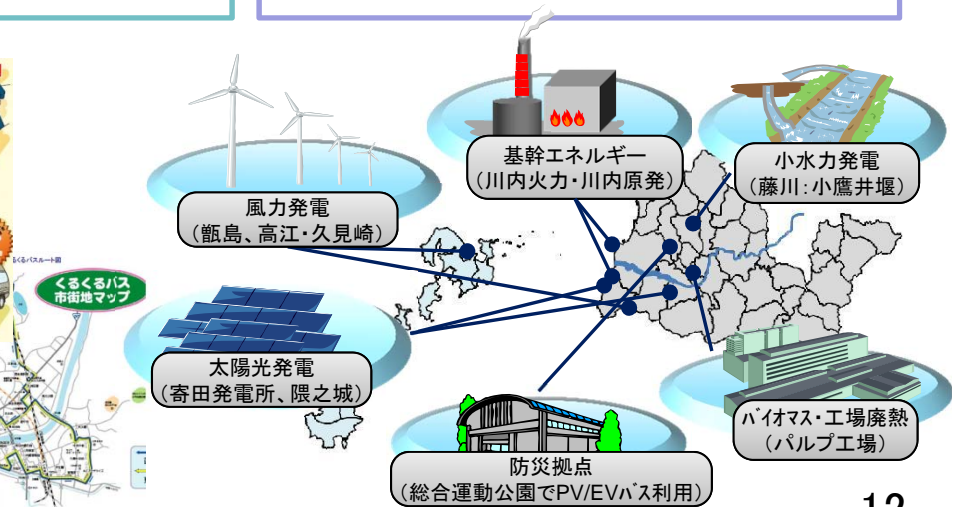 基幹エネルギー
(川内火力・川内原発)
小水力発電
(藤川:小鷹井堰)
風力発電
(甑島、高江・久見崎)
くるくるバス
市街地マップ
太陽光発電
(寄田発電所、隈之城)
バイオマス・工場廃熱
(パルプ工場)
防災拠点
(総合運動公園でPV/EVバス利用)